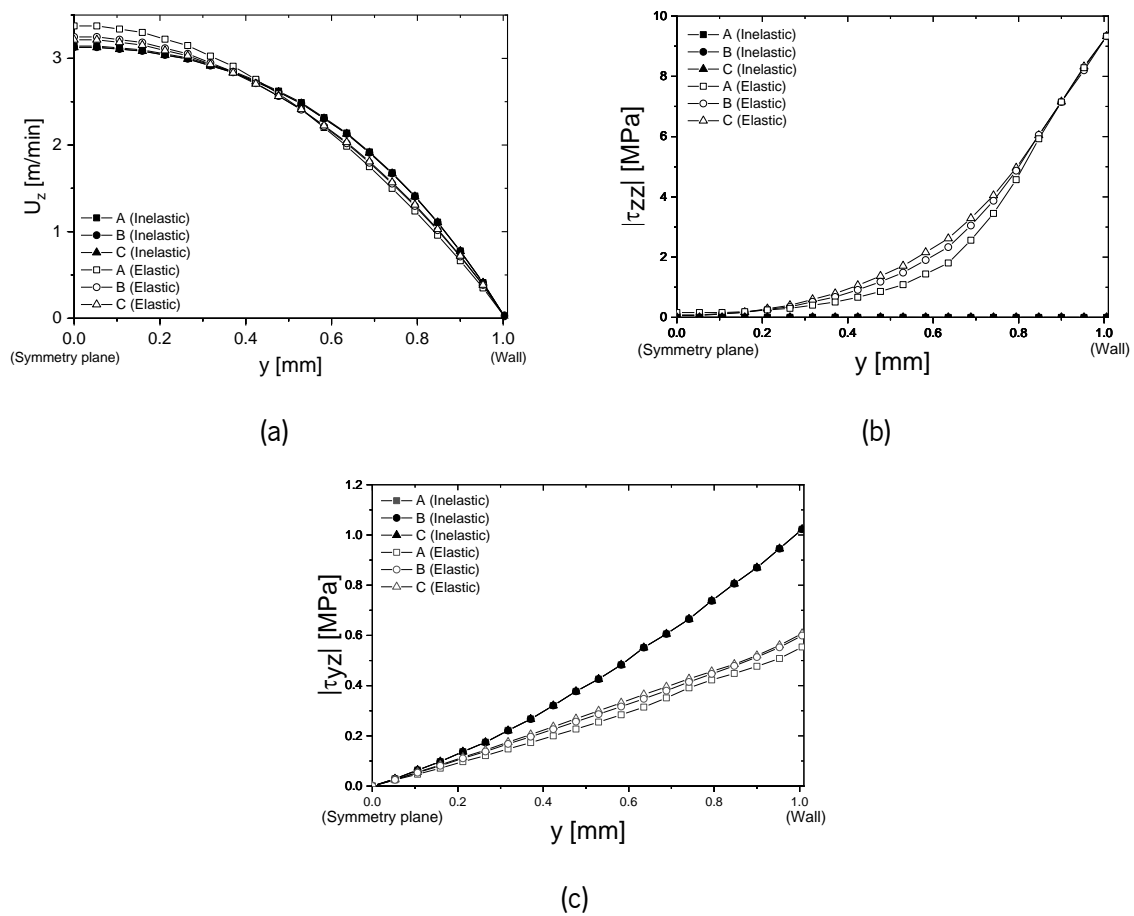 3
2
1
0
U_z [m/min]
A (Inelastic)
B (Inelastic)
C (Inelastic)
A (Elastic)
B (Elastic)
C (Elastic)
0.0 0.2 0.4 0.6 0.8 1.0
(Symmetry plane) (Wall)
y [mm]
(a)
10
8
6
4
2
0
|τzz| [MPa]
A (Inelastic)
B (Inelastic)
C (Inelastic)
A (Elastic)
B (Elastic)
C (Elastic)
0.0 0.2 0.4 0.6 0.8 1.0
(Symmetry plane) (Wall)
y [mm]
(b)
1.2
1.0
0.8
0.6
0.4
0.2
0.0
|τyz| [MPa]
A (Inelastic)
B (Inelastic)
C (Inelastic)
A (Elastic)
B (Elastic)
C (Elastic)
0.0 0.2 0.4 0.6 0.8 1.0
(Symmetry plane) (Wall)
y [mm]
(c)